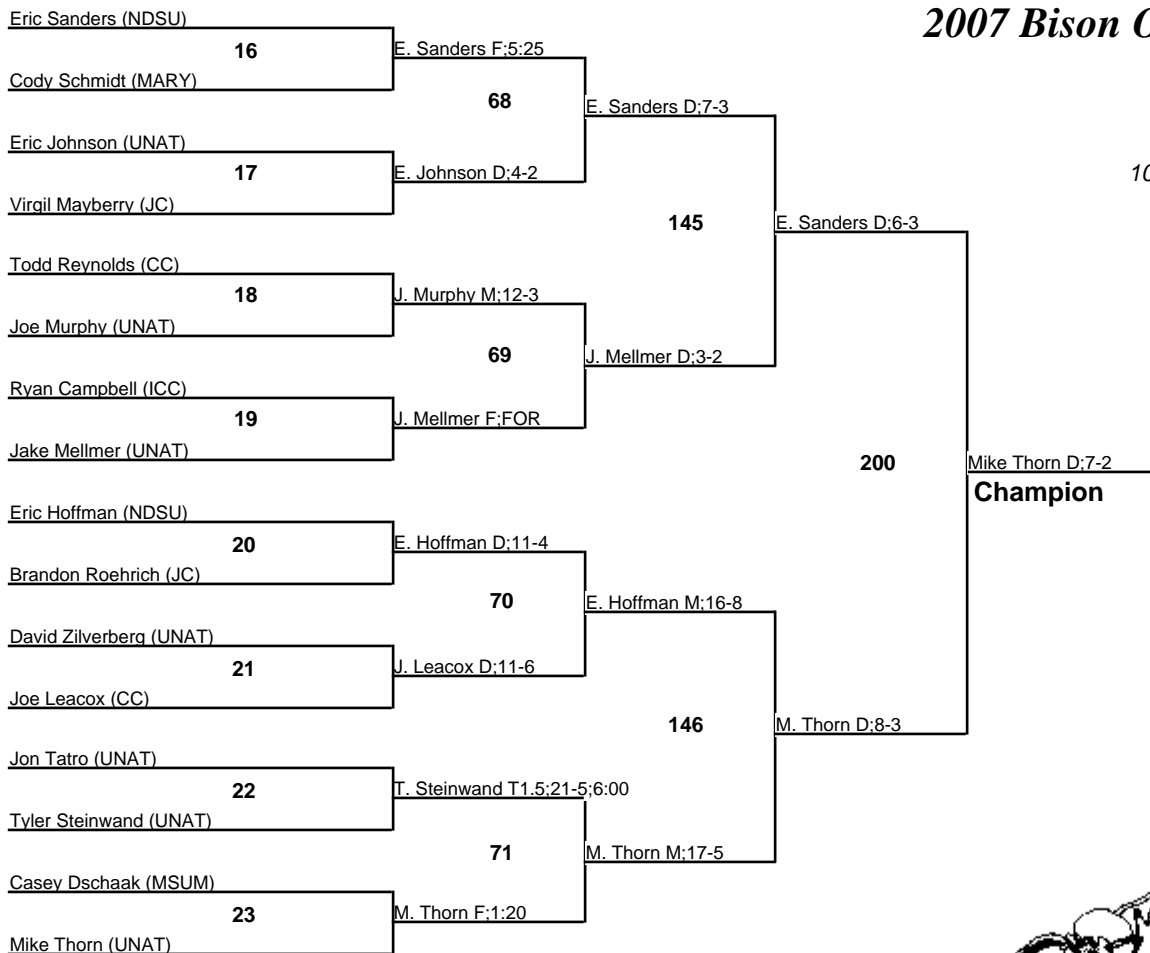 2007 Bison O
10
Eric Sanders (NDSU)
16
Cody Schmidt (MARY)
E. Sanders F;5:25
68
Eric Johnson (UNAT)
17
Virgil Mayberry (JC)
E. Johnson D;4-2
E. Sanders D;7-3
145
Todd Reynolds (CC)
18
Joe Murphy (UNAT)
J. Murphy M;12-3
69
Ryan Campbell (ICC)
19
Jake Mellmer (UNAT)
J. Mellmer F;FOR
J. Mellmer D;3-2
E. Sanders D;6-3
200
Eric Hoffman (NDSU)
20
Brandon Roehrich (JC)
E. Hoffman D;11-4
70
David Zilverberg (UNAT)
21
Joe Leacox (CC)
J. Leacox D;11-6
E. Hoffman M;16-8
146
Jon Tatro (UNAT)
22
Tyler Steinwand (UNAT)
T. Steinwand T1.5;21-5;6:00
71
Casey Dschaak (MSUM)
23
Mike Thorn (UNAT)
M. Thorn F;1:20
M. Thorn M;17-5
M. Thorn D;8-3
Mike Thorn D;7-2
Champion